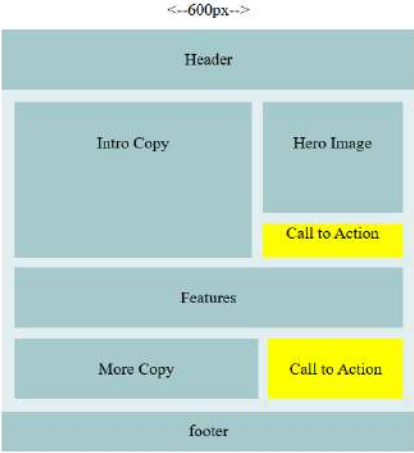 <--600px-->
Header
Intro Copy
Hero Image
Call to Action
Features
More Copy
Call to Action
footer